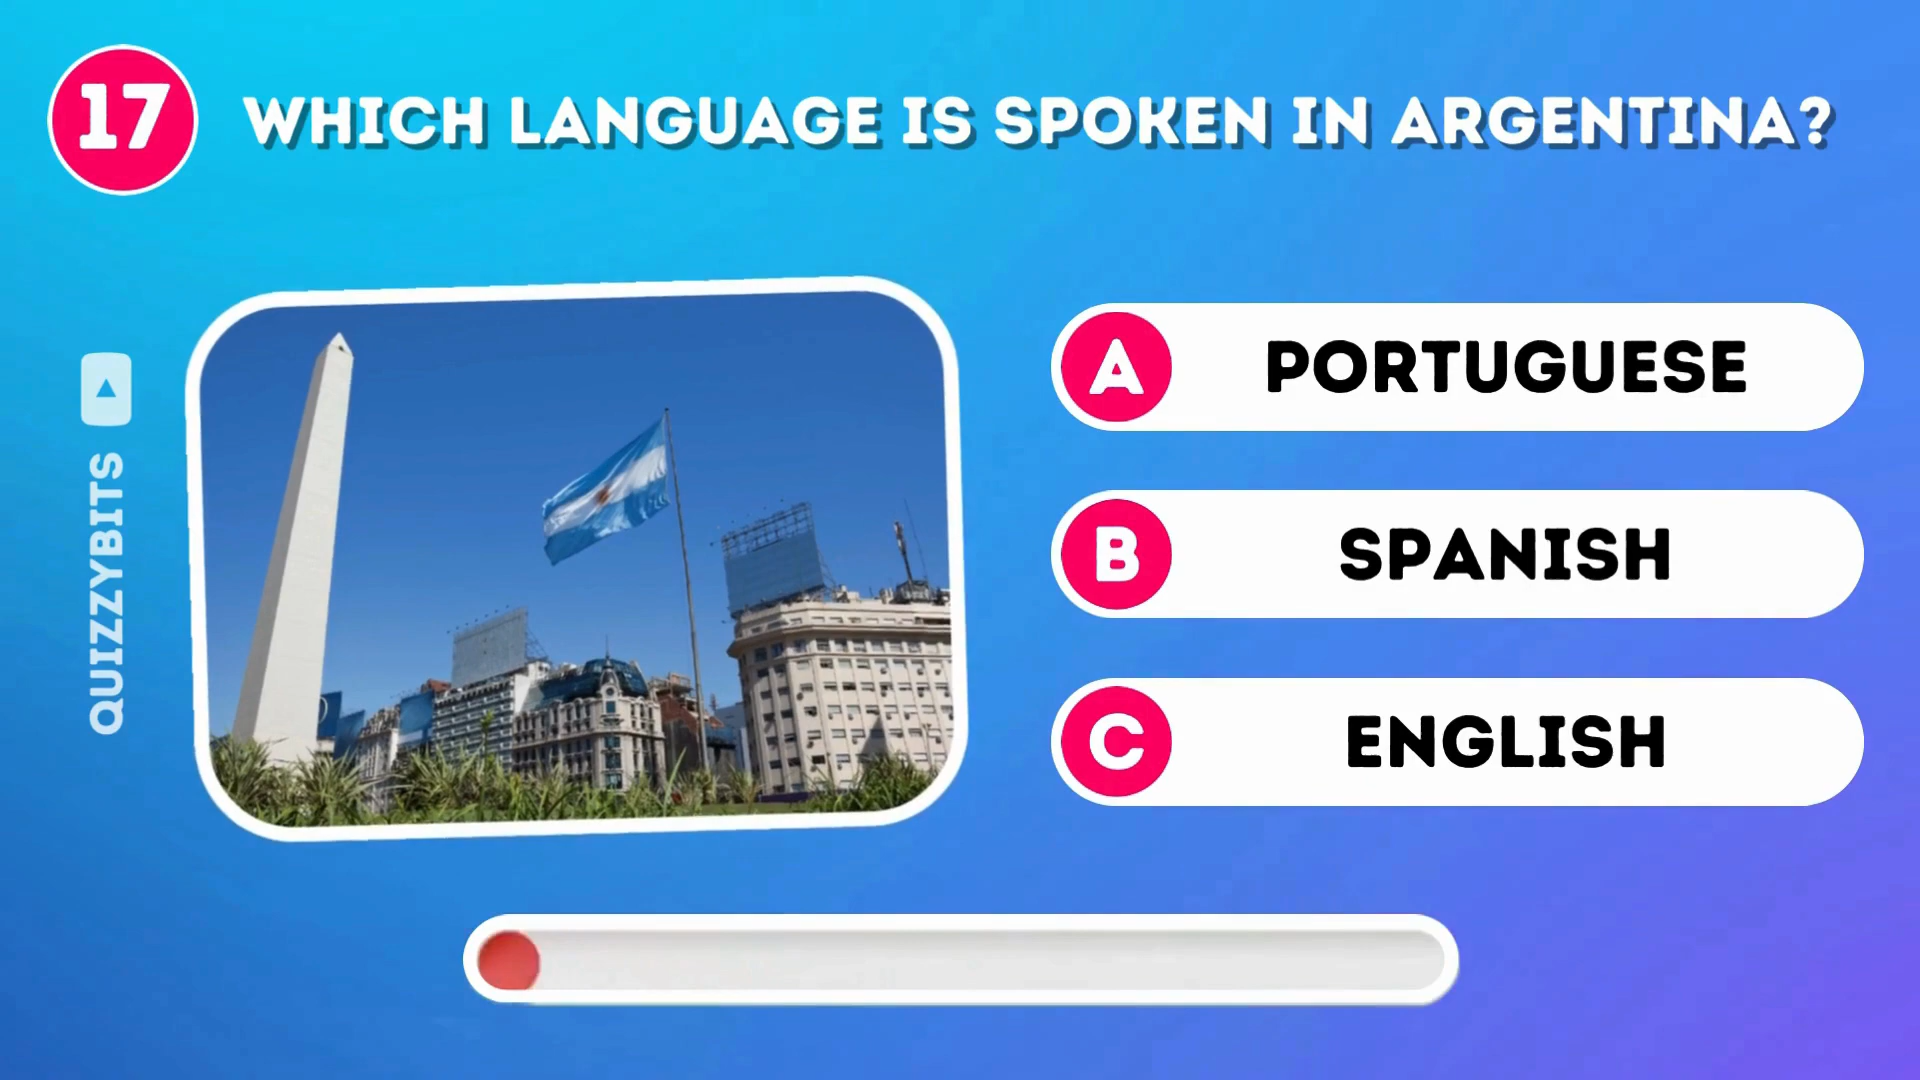 17
WHICH LANGUAGE IS SPOKEN IN ARGENTINA?
QUIZZYBITS
A PORTUGUESE
B SPANISH
C ENGLISH